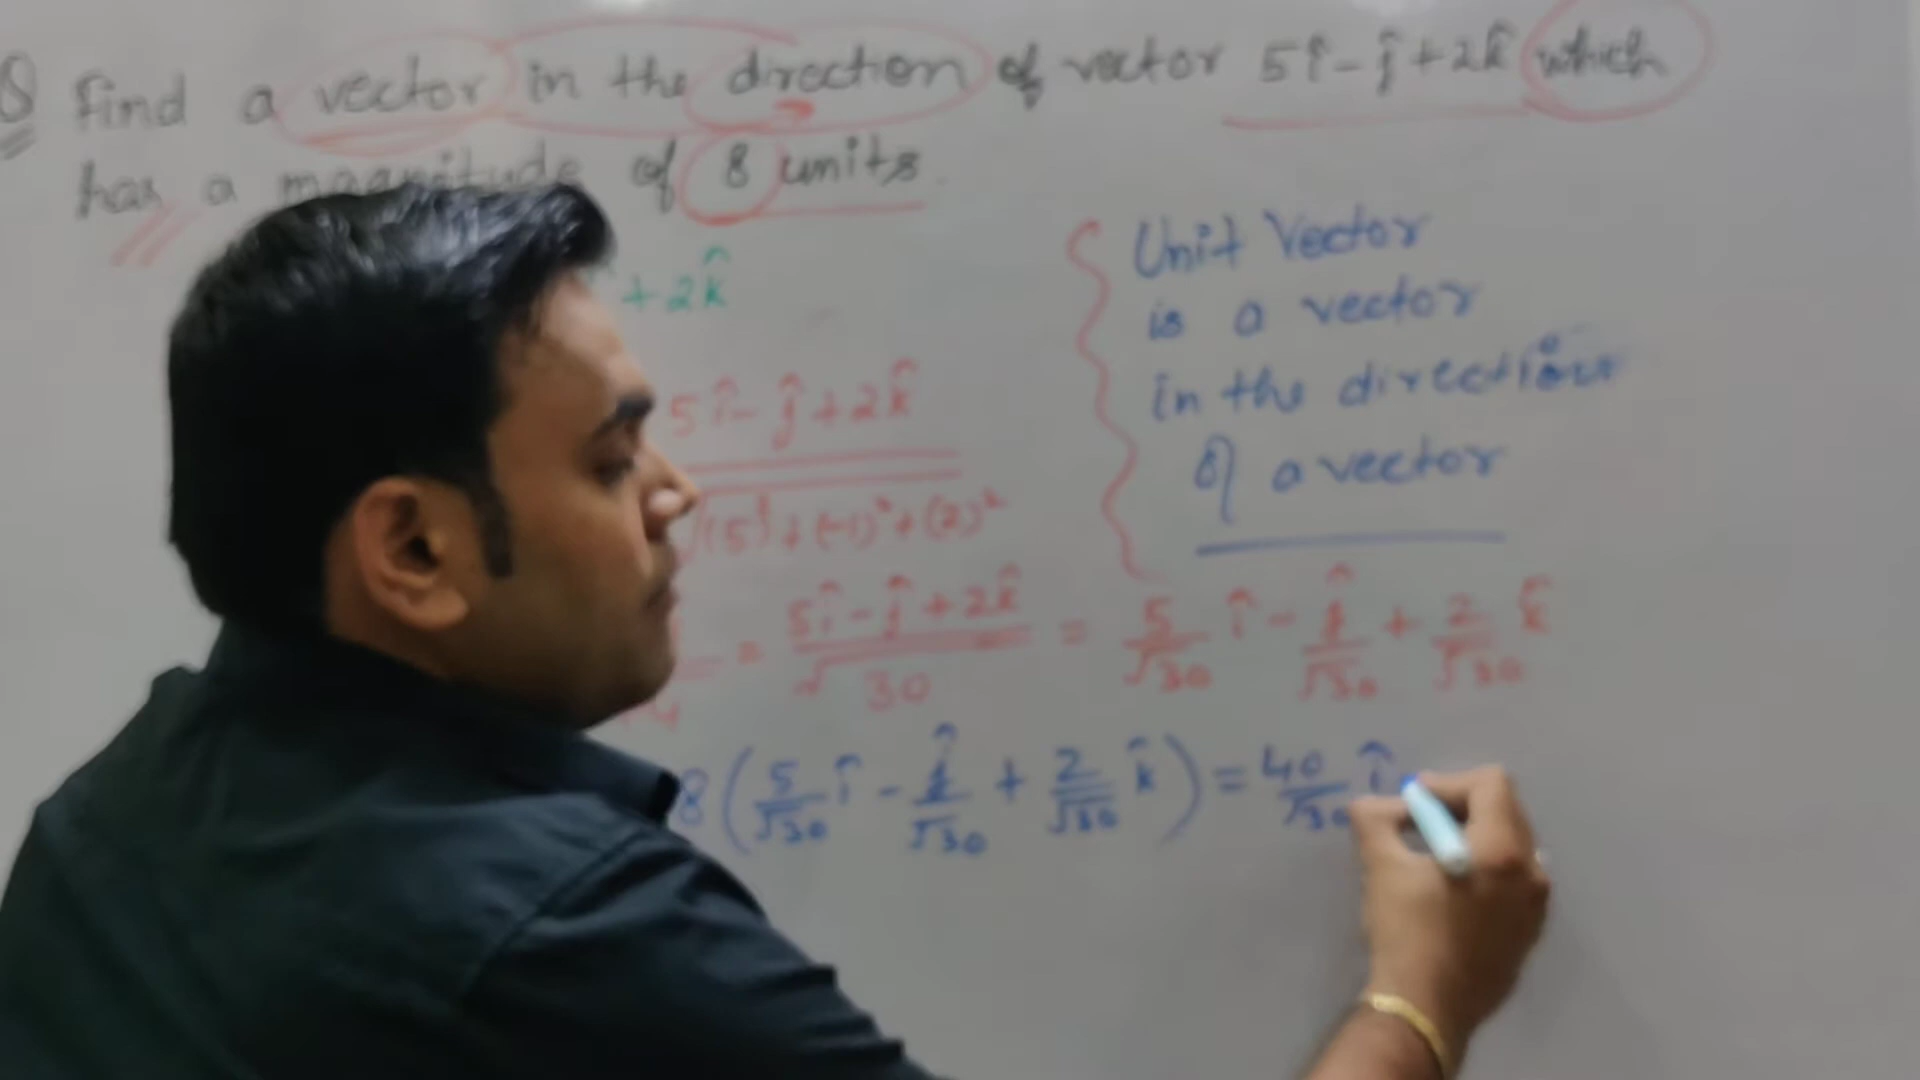 Q Find a vector in the direction of vector 5î-ĵ+2k̂ which
has a magnitude of 8 units.
+2k̂
Unit Vector
is a vector
in the direction
of a vector
5î-ĵ+2k̂
√(5)²+(-1)²+(2)²
+4 = 5î-ĵ+2k̂/√30 = 5/√30 î - ĵ/√30 + 2/√30 k̂
8(5/√30 î - ĵ/√30 + 2/√30 k̂) = 40/√30 î